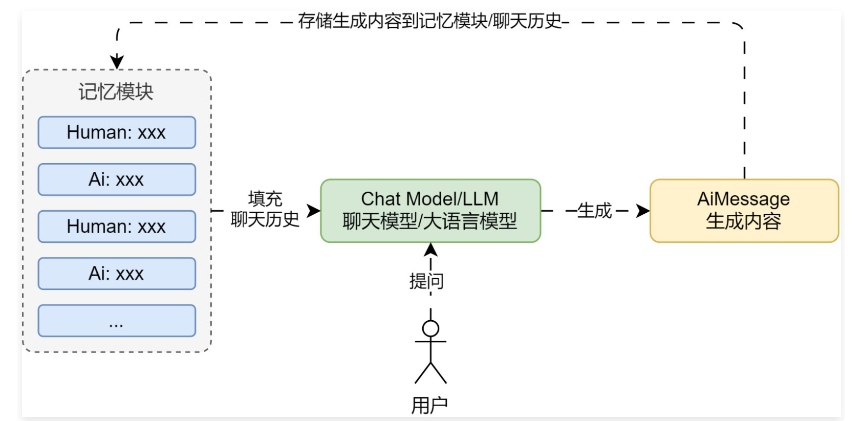 存储生成内容到记忆模块/聊天历史
记忆模块
Human: xxx
Ai: xxx
Human: xxx
Ai: xxx
...
填充
聊天历史
Chat Model/LLM
聊天模型/大语言模型
生成
AiMessage
生成内容
提问
用户